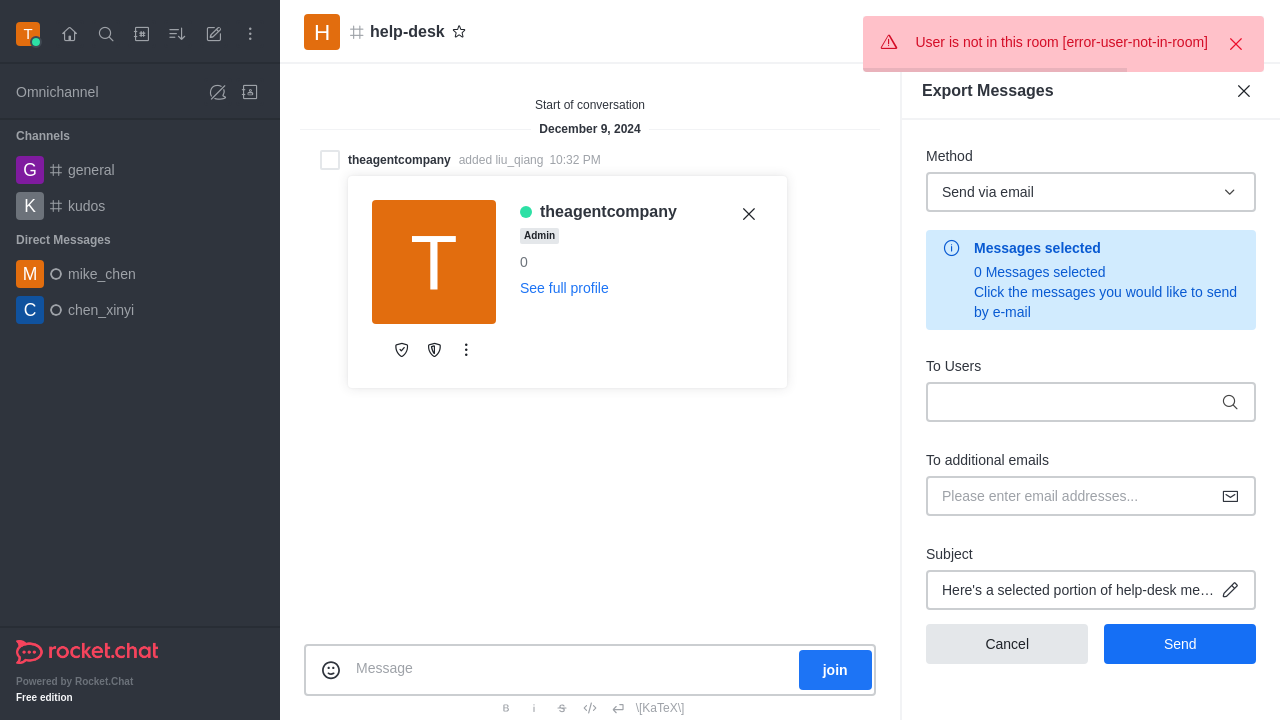 T
H
help-desk
User is not in this room [error-user-not-in-room]
Omnichannel
Export Messages
Channels
G general
K kudos
Direct Messages
M mike_chen
C chen_xinyi
Start of conversation
December 9, 2024
theagentcompany added liu_qiang 10:32 PM
T
theagentcompany
Admin
0
See full profile
Method
Send via email
Messages selected
0 Messages selected
Click the messages you would like to send
by e-mail
To Users
To additional emails
Please enter email addresses...
Subject
Here's a selected portion of help-desk me...
Cancel
Send
Message
join
B i S </> \[KaTeX\]
rocket.chat
Powered by Rocket.Chat
Free edition